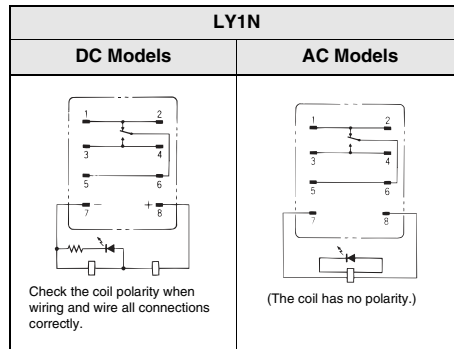 LY1N
DC Models
AC Models
1 2
3 4
5 6
− +
7 8
Check the coil polarity when
wiring and wire all connections
correctly.
1 2
3 4
5 6
7 8
(The coil has no polarity.)